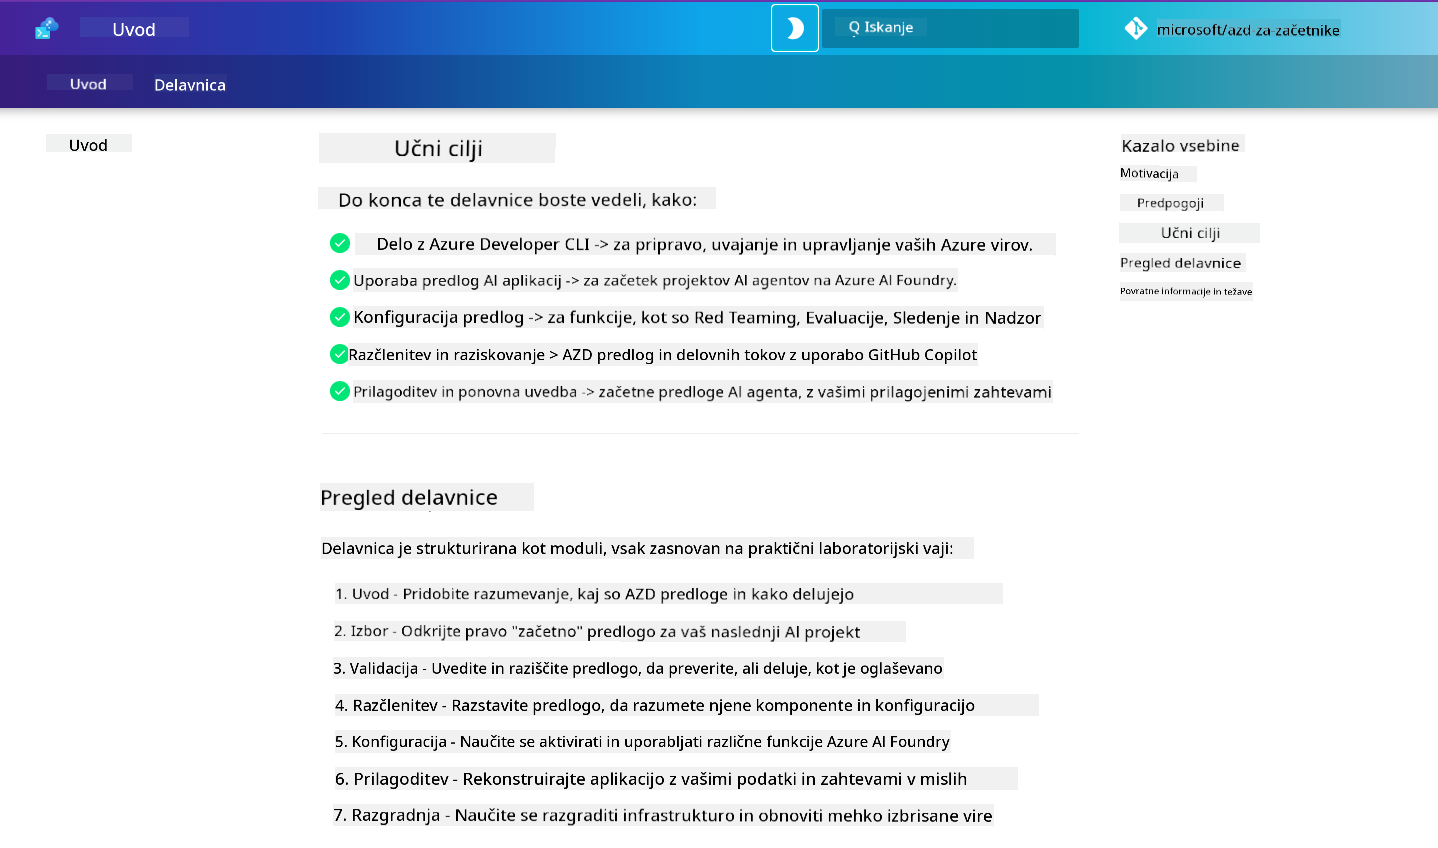 Uvod
Q Iskanje
microsoft/azd-za-začetnike
Uvod
Delavnica
Uvod
Učni cilji
Do konca te delavnice boste vedeli, kako:
Delo z Azure Developer CLI -> za pripravo, uvajanje in upravljanje vaših Azure virov.
Uporaba predlog AI aplikacij -> za začetek projektov AI agentov na Azure AI Foundry.
Konfiguracija predlog -> za funkcije, kot so Red Teaming, Evaluacije, Sledenje in Nadzor
Razčlenitev in raziskovanje > AZD predlog in delovnih tokov z uporabo GitHub Copilot
Prilagoditev in ponovna uvedba -> začetne predloge AI agenta, z vašimi prilagojenimi zahtevami
Pregled delavnice
Delavnica je strukturirana kot moduli, vsak zasnovan na praktični laboratorijski vaji:
1. Uvod - Pridobite razumevanje, kaj so AZD predloge in kako delujejo
2. Izbor - Odkrijte pravo "začetno" predlogo za vaš naslednji AI projekt
3. Validacija - Uvedite in raziščite predlogo, da preverite, ali deluje, kot je oglaševano
4. Razčlenitev - Razstavite predlogo, da razumete njene komponente in konfiguracijo
5. Konfiguracija - Naučite se aktivirati in uporabljati različne funkcije Azure AI Foundry
6. Prilagoditev - Rekonstruirajte aplikacijo z vašimi podatki in zahtevami v mislih
7. Razgradnja - Naučite se razgraditi infrastrukturo in obnoviti mehko izbrisane vire
Kazalo vsebine
Motivacija
Predpogoji
Učni cilji
Pregled delavnice
Povratne informacije in težave